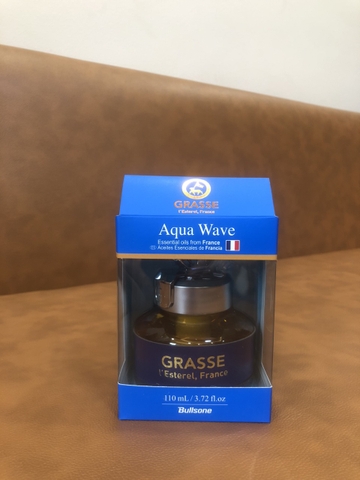 GRASSE
l'Esterel, France
Aqua Wave
Essential oils from France
Aceites Esenciales de Francia
GRASSE
l'Esterel, France
110 mL / 3.72 fl.oz
Bullsone